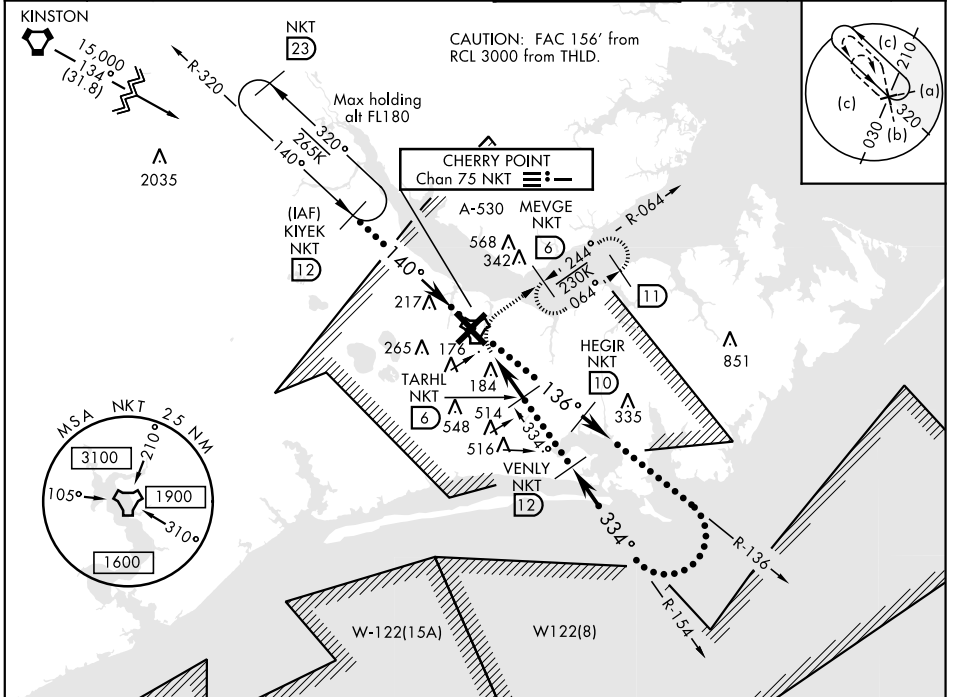 KINSTON
15,000
134°
(31.8)
R-320
NKT
23
CAUTION: FAC 156' from
RCL 3000 from THLD.
Max holding
alt FL180
320°
265K
140°
2035
(IAF)
KIYEK
NKT
12
140°
CHERRY POINT
Chan 75 NKT
A-530
MEVGE
NKT
6
R-064
568
342
244°
230K
064°
11
217
265
176
TARHL
NKT
6
184
548
514
516
334°
136°
HEGIR
NKT
10
335
851
VENLY
NKT
12
334°
R-136
R-154
W-122(15A)
W122(8)
MSA NKT 25 NM
3100
210°
105°
1900
310°
1600
(c)
210
(a)
(c)
320
(b)
030